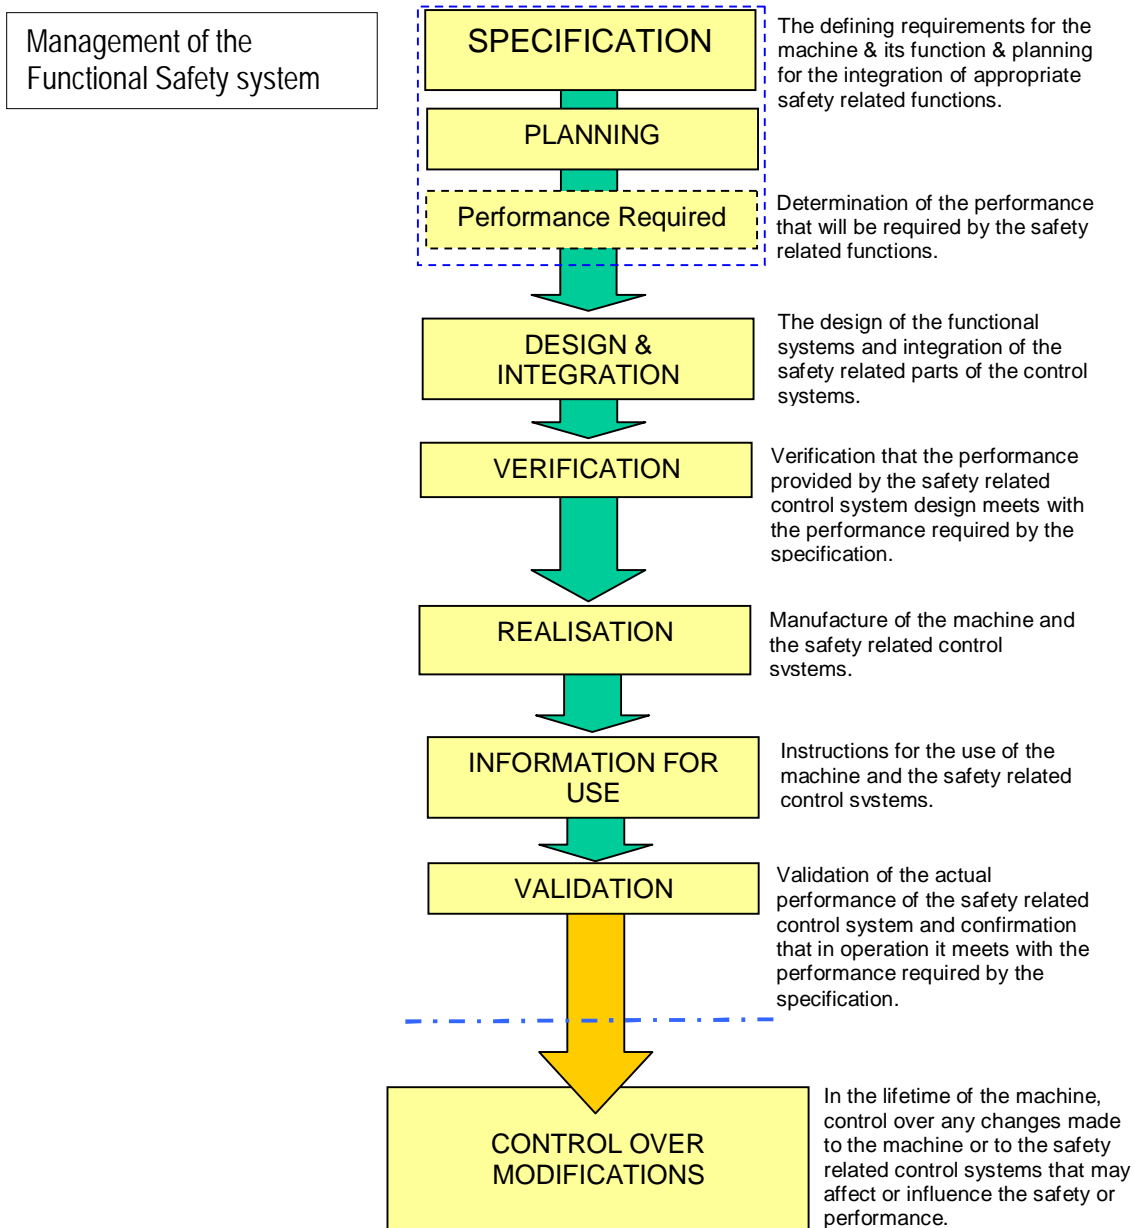 Management of the
Functional Safety system
SPECIFICATION
The defining requirements for the
machine & its function & planning
for the integration of appropriate
safety related functions.
PLANNING
Performance Required
Determination of the performance
that will be required by the safety
related functions.
DESIGN &
INTEGRATION
The design of the functional
systems and integration of the
safety related parts of the control
systems.
VERIFICATION
Verification that the performance
provided by the safety related
control system design meets with
the performance required by the
specification.
REALISATION
Manufacture of the machine and
the safety related control
systems.
INFORMATION FOR
USE
Instructions for the use of the
machine and the safety related
control systems.
VALIDATION
Validation of the actual
performance of the safety related
control system and confirmation
that in operation it meets with the
performance required by the
specification.
CONTROL OVER
MODIFICATIONS
In the lifetime of the machine,
control over any changes made
to the machine or to the safety
related control systems that may
affect or influence the safety or
performance.